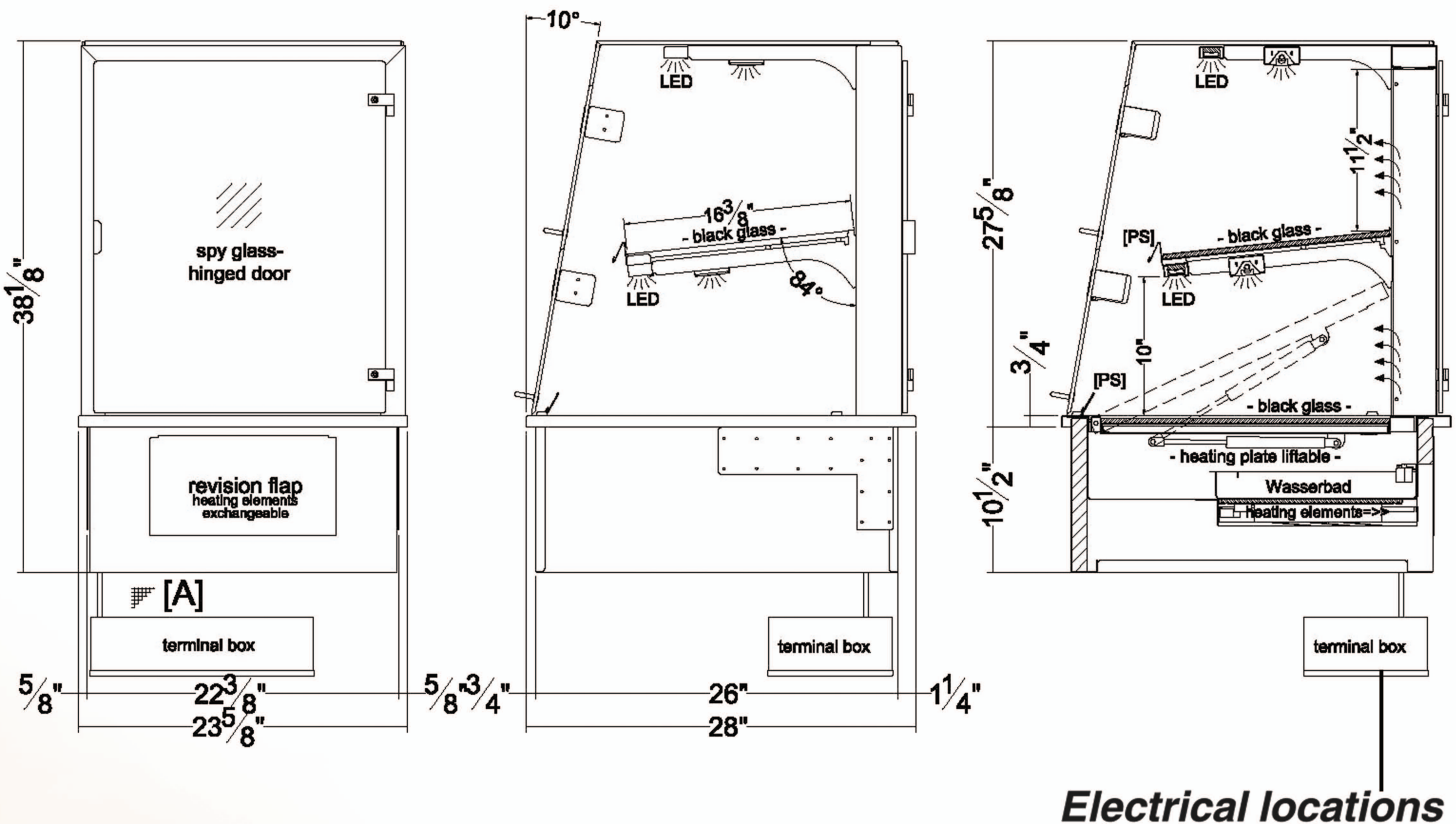 38 1/8"
spy glass-
hinged door
revision flap
heating elements
exchangeable
[A]
terminal box
5/8"
22 3/8"
5/8"
23 5/8"
10°
LED
16 3/8"
- black glass -
LED
84°
terminal box
3/4"
26"
1 1/4"
28"
27 5/8"
LED
11 1/2"
[PS]
- black glass -
LED
10"
3/4"
[PS]
- black glass -
- heating plate liftable -
10 1/2"
Wasserbad
heating elements=>>
terminal box
Electrical locations